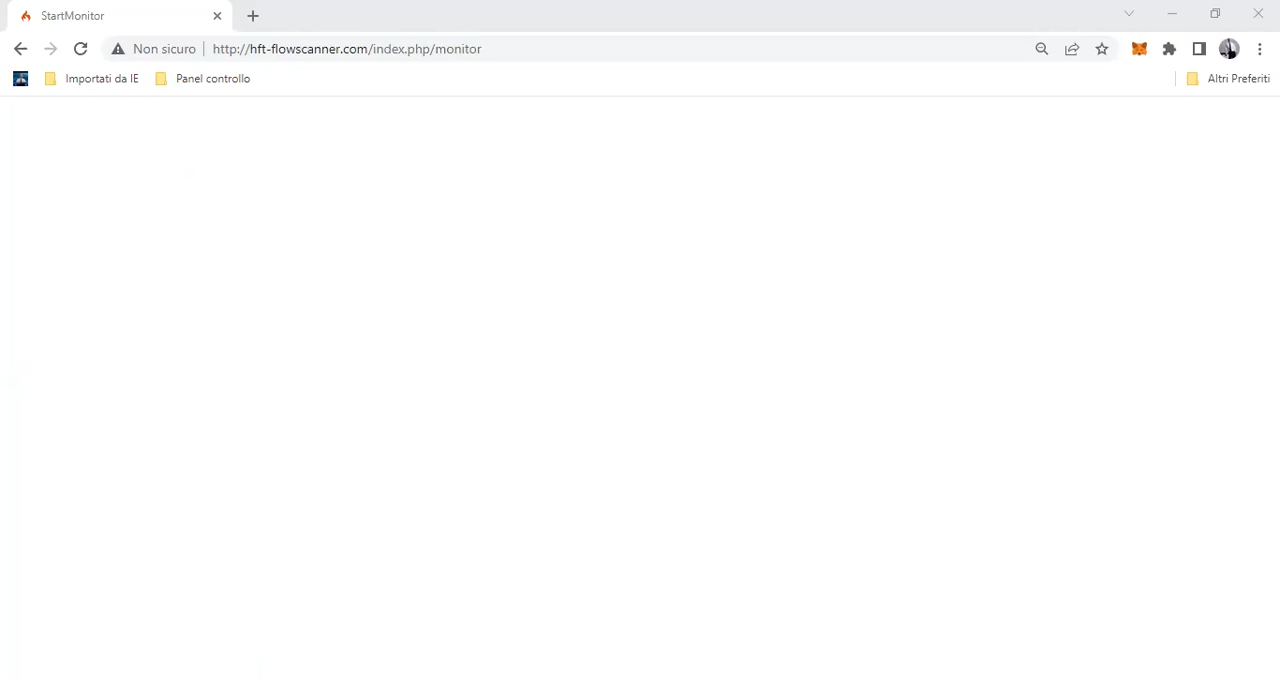 StartMonitor
Non sicuro
http://hft-flowscanner.com/index.php/monitor
Importati da IE
Panel controllo
Altri Preferiti